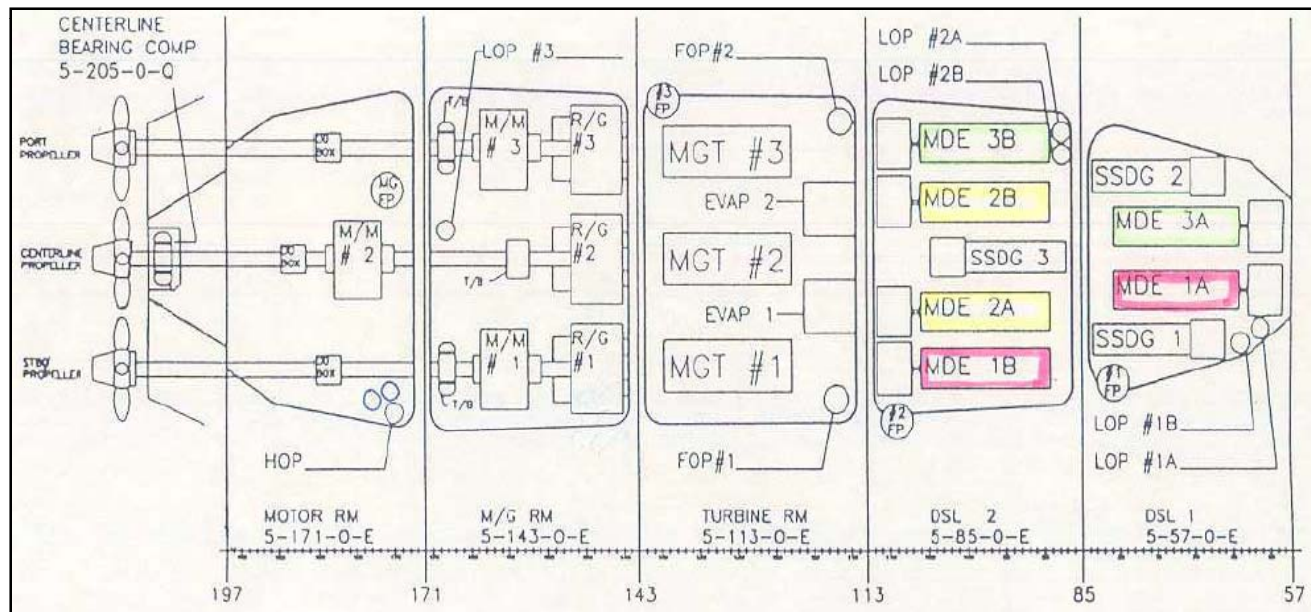 CENTERLINE
BEARING COMP
5-205-0-Q
PORT
PROPELLER
CENTERLINE
PROPELLER
STBD
PROPELLER
BOX
MG
FP
M/M
# 2
BOX
BOX
HOP
MOTOR RM
5-171-0-E
LOP #3
T/B
M/M
# 3
R/G
#3
R/G
#2
T/B
M/M
# 1
R/G
#1
T/B
M/G RM
5-143-0-E
FOP#2
#3
FP
MGT #3
EVAP 2
MGT #2
EVAP 1
MGT #1
FOP#1
TURBINE RM
5-113-0-E
LOP #2A
LOP #2B
MDE 3B
MDE 2B
SSDG 3
MDE 2A
MDE 1B
#2
FP
DSL 2
5-85-0-E
SSDG 2
MDE 3A
MDE 1A
SSDG 1
#1
FP
LOP #1B
LOP #1A
DSL 1
5-57-0-E
197
171
143
113
85
57